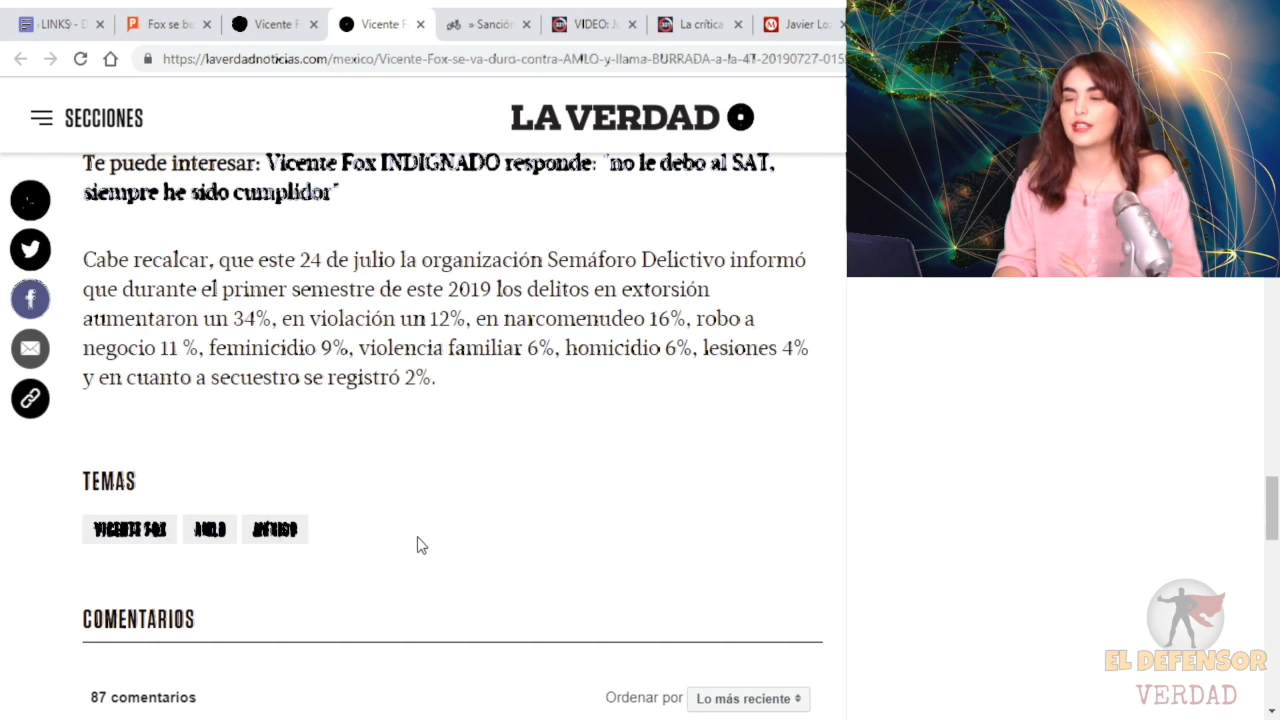 LINKS - D
Fox se be
Vicente F
Vicente F
» Sanción
VIDEO: Ju
La crítica
Javier Lo
https://laverdadnoticias.com/mexico/Vicente-Fox-se-va-duro-contra-AMLO-y-llama-BURRADA-a-la-4T-20190727-015
SECCIONES
LA VERDAD
Te puede interesar: Vicente Fox INDIGNADO responde: "no le debo al SAT,
siempre he sido cumplidor"
Cabe recalcar, que este 24 de julio la organización Semáforo Delictivo informó
que durante el primer semestre de este 2019 los delitos en extorsión
aumentaron un 34%, en violación un 12%, en narcomenudeo 16%, robo a
negocio 11 %, feminicidio 9%, violencia familiar 6%, homicidio 6%, lesiones 4%
y en cuanto a secuestro se registró 2%.
TEMAS
VICENTE FOX AMLO MÉXICO
COMENTARIOS
87 comentarios
Ordenar por Lo más reciente
EL DEFENSOR
VERDAD